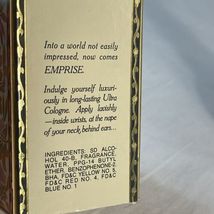 Into a world not easily
impressed, now comes
EMPRISE.
Indulge yourself luxuri-
ously in long-lasting Ultra
Cologne. Apply lavishly
—inside wrists, at the nape
of your neck, behind ears...
INGREDIENTS: SD ALCO-
HOL 40-B, FRAGRANCE,
WATER, PPG-14 BUTYL
ETHER, BENZOPHENONE-2,
BHA, FD&C YELLOW NO 5,
FD&C RED NO. 4, FD&C
BLUE NO. 1